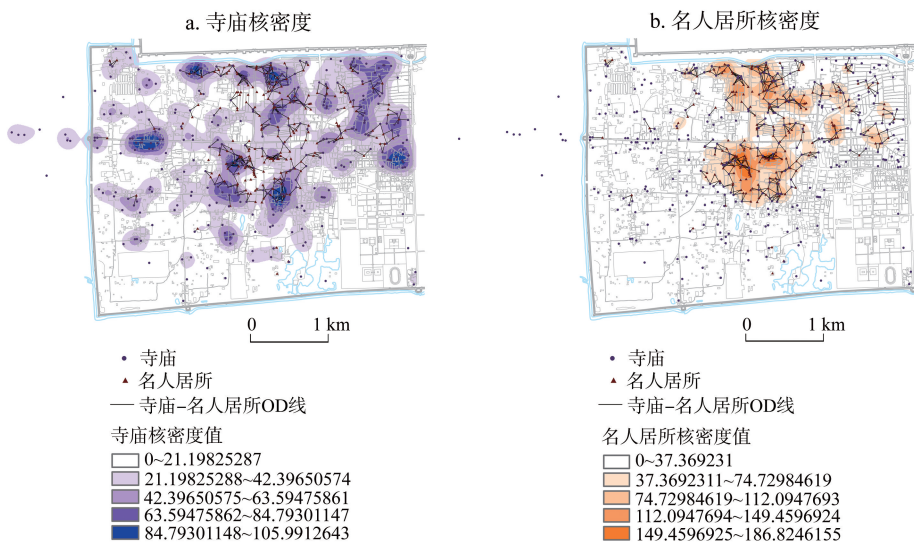 a. 寺庙核密度
0 1 km
寺庙
名人居所
寺庙-名人居所OD线
寺庙核密度值
0~21.19825287
21.19825288~42.39650574
42.39650575~63.59475861
63.59475862~84.79301147
84.79301148~105.9912643
b. 名人居所核密度
0 1 km
寺庙
名人居所
寺庙-名人居所OD线
名人居所核密度值
0~37.369231
37.3692311~74.72984619
74.72984619~112.0947693
112.0947694~149.4596924
149.4596925~186.8246155